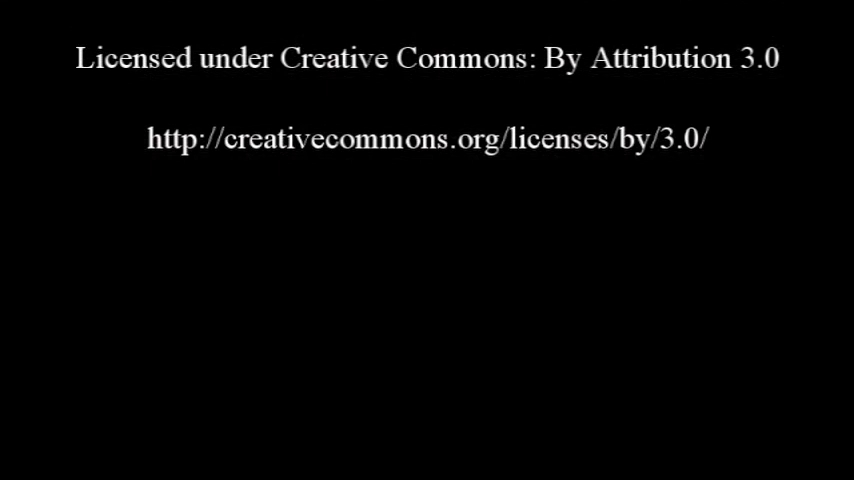 Licensed under Creative Commons: By Attribution 3.0
http://creativecommons.org/licenses/by/3.0/